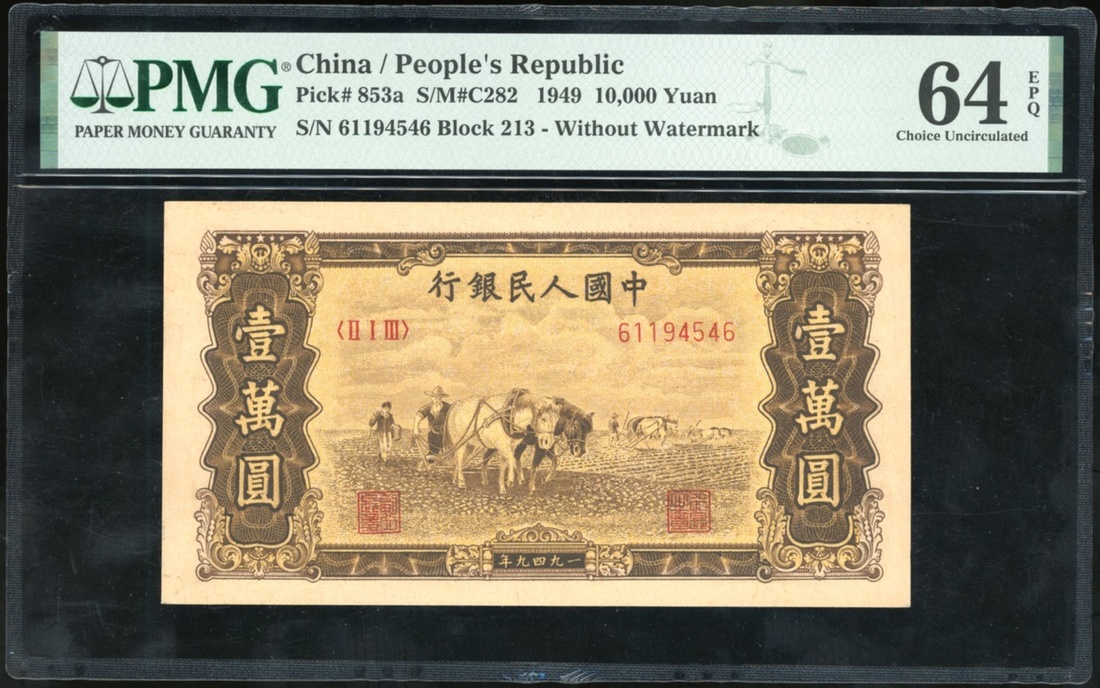 PMG®
PAPER MONEY GUARANTY
China / People's Republic
Pick# 853a S/M#C282 1949 10,000 Yuan
S/N 61194546 Block 213 - Without Watermark
64 EPQ
Choice Uncirculated
行銀民人國中
〈II I III〉 61194546
壹萬圓
壹萬圓
年九四九一